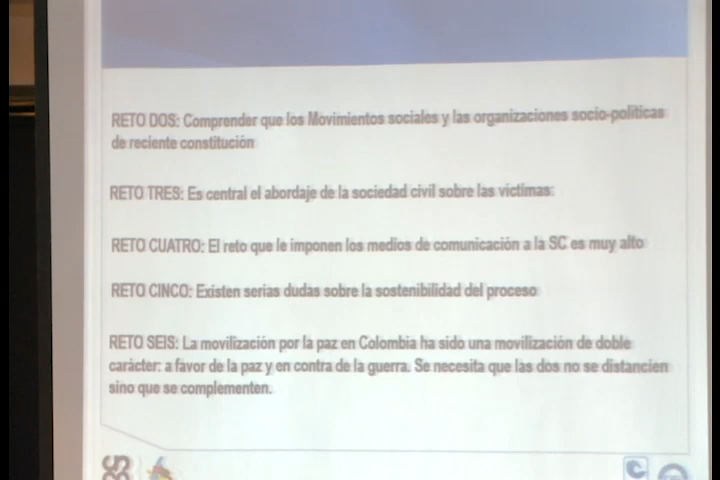 RETO DOS: Comprender que los Movimientos sociales y las organizaciones socio-políticas
de reciente constitución
RETO TRES: Es central el abordaje de la sociedad civil sobre las víctimas:
RETO CUATRO: El reto que le imponen los medios de comunicación a la SC es muy alto
RETO CINCO: Existen serias dudas sobre la sostenibilidad del proceso
RETO SEIS: La movilización por la paz en Colombia ha sido una movilización de doble
carácter: a favor de la paz y en contra de la guerra. Se necesita que las dos no se distancien
sino que se complementen.